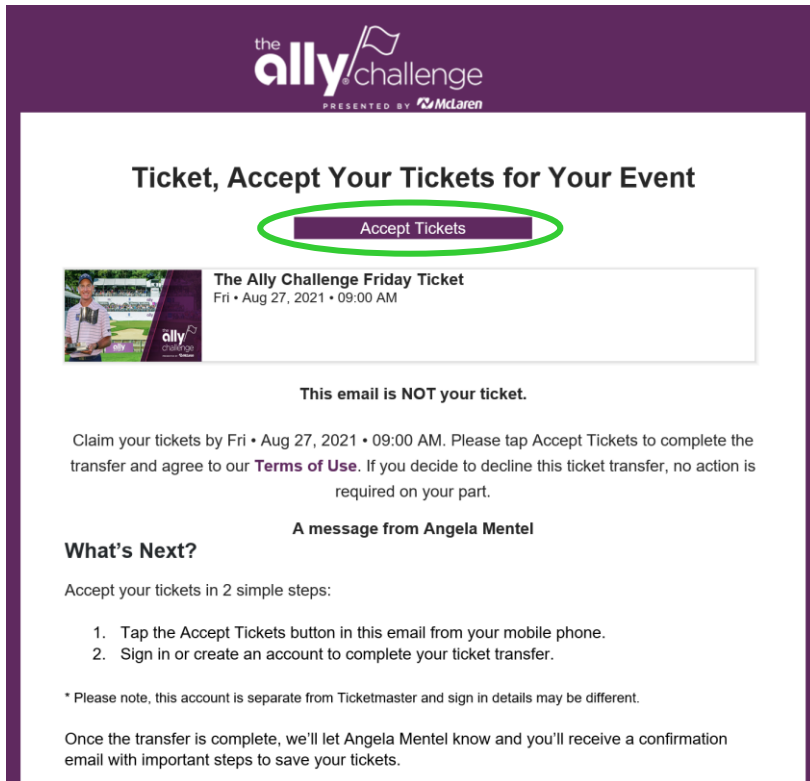 the
ally challenge
PRESENTED BY McLaren
Ticket, Accept Your Tickets for Your Event
Accept Tickets
The Ally Challenge Friday Ticket
Fri • Aug 27, 2021 • 09:00 AM
the
ally
challenge
ally
This email is NOT your ticket.
Claim your tickets by Fri • Aug 27, 2021 • 09:00 AM. Please tap Accept Tickets to complete the
transfer and agree to our Terms of Use. If you decide to decline this ticket transfer, no action is
required on your part.
A message from Angela Mentel
What's Next?
Accept your tickets in 2 simple steps:
1. Tap the Accept Tickets button in this email from your mobile phone.
2. Sign in or create an account to complete your ticket transfer.
* Please note, this account is separate from Ticketmaster and sign in details may be different.
Once the transfer is complete, we'll let Angela Mentel know and you'll receive a confirmation
email with important steps to save your tickets.